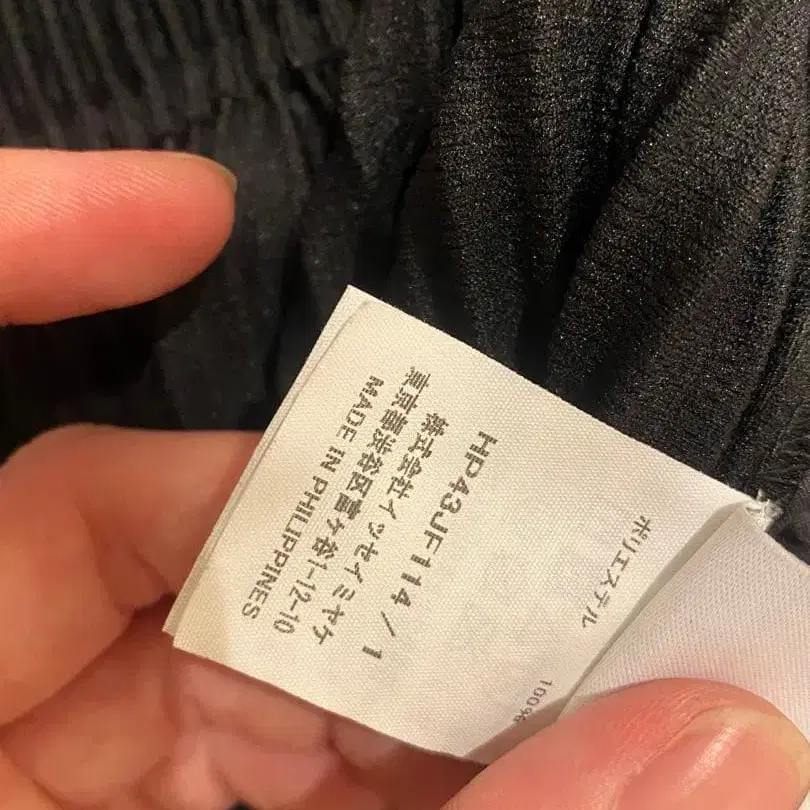 ポリエステル
100%
HP43JF114/1
株式会社イッセイミヤケ
東京都渋谷区富ヶ谷1-12-10
MADE IN PHILIPPINES